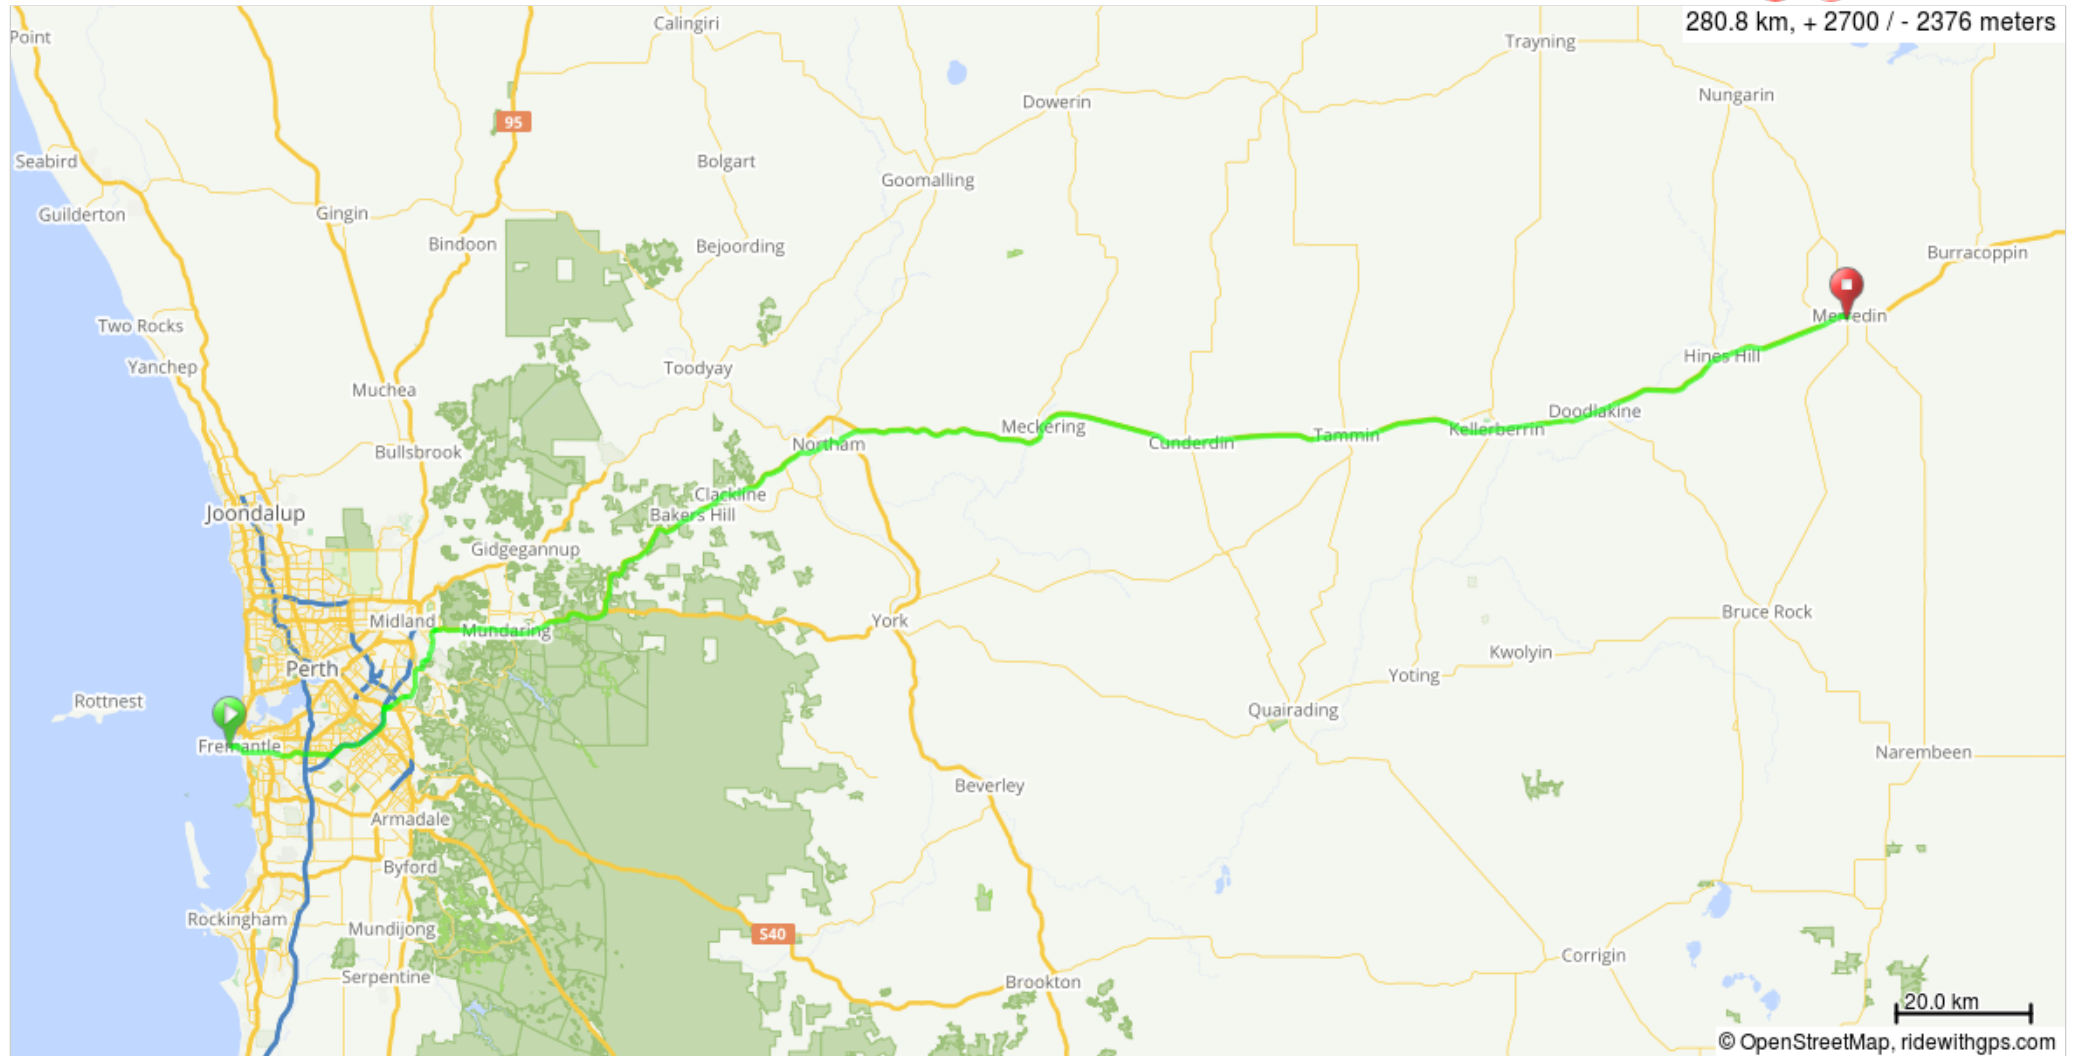 280.8 km, + 2700 / - 2376 meters
Calingiri
Point
Trayning
Nungarin
Dowerin
95
Seabird
Bolgart
Goomalling
Guilderton
Gingin
Bindoon
Bejoording
Burracoppin
Merredin
Two Rocks
Yanchep
Toodyay
Hines Hill
Muchea
Doodlakine
Meckering
Kellerberrin
Northam
Cunderdin
Tammin
Bullsbrook
Clackline
Joondalup
Bakers Hill
Gidgegannup
Midland
Mundaring
York
Bruce Rock
Perth
Kwolyin
Yoting
Rottnest
Quairading
Fremantle
Narembeen
Beverley
Armadale
Byford
Rockingham
Mundijong
S40
Corrigin
Serpentine
Brookton
20.0 km
© OpenStreetMap, ridewithgps.com